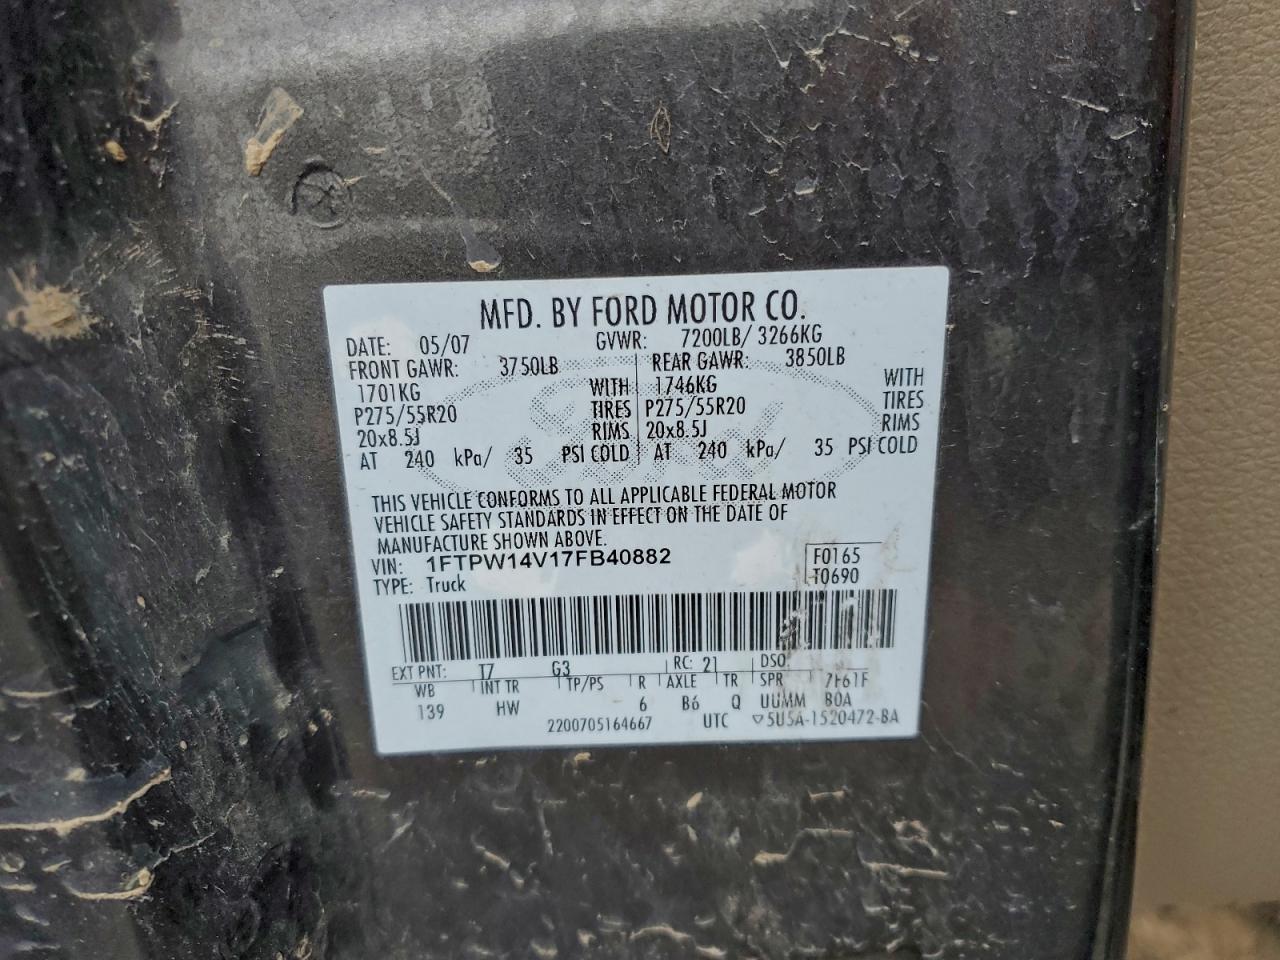 MFD. BY FORD MOTOR CO.
DATE: 05/07 GVWR: 7200LB/ 3266KG
FRONT GAWR: 3750LB REAR GAWR: 3850LB
1701KG WITH 1746KG WITH
P275/55R20 TIRES P275/55R20 TIRES
20x8.5J RIMS 20x8.5J RIMS
AT 240 kPa/ 35 PSI COLD AT 240 kPa/ 35 PSI COLD
THIS VEHICLE CONFORMS TO ALL APPLICABLE FEDERAL MOTOR
VEHICLE SAFETY STANDARDS IN EFFECT ON THE DATE OF
MANUFACTURE SHOWN ABOVE.
VIN: 1FTPW14V17FB40882 F0165
TYPE: Truck T0690
EXT PNT: T7 G3 RC: 21 DSO:
WB INT TR TP/PS R AXLE TR SPR 7F61F
139 HW 6 B6 Q UUMM BOA
2200705164667 UTC ▽5U5A-1520472-BA